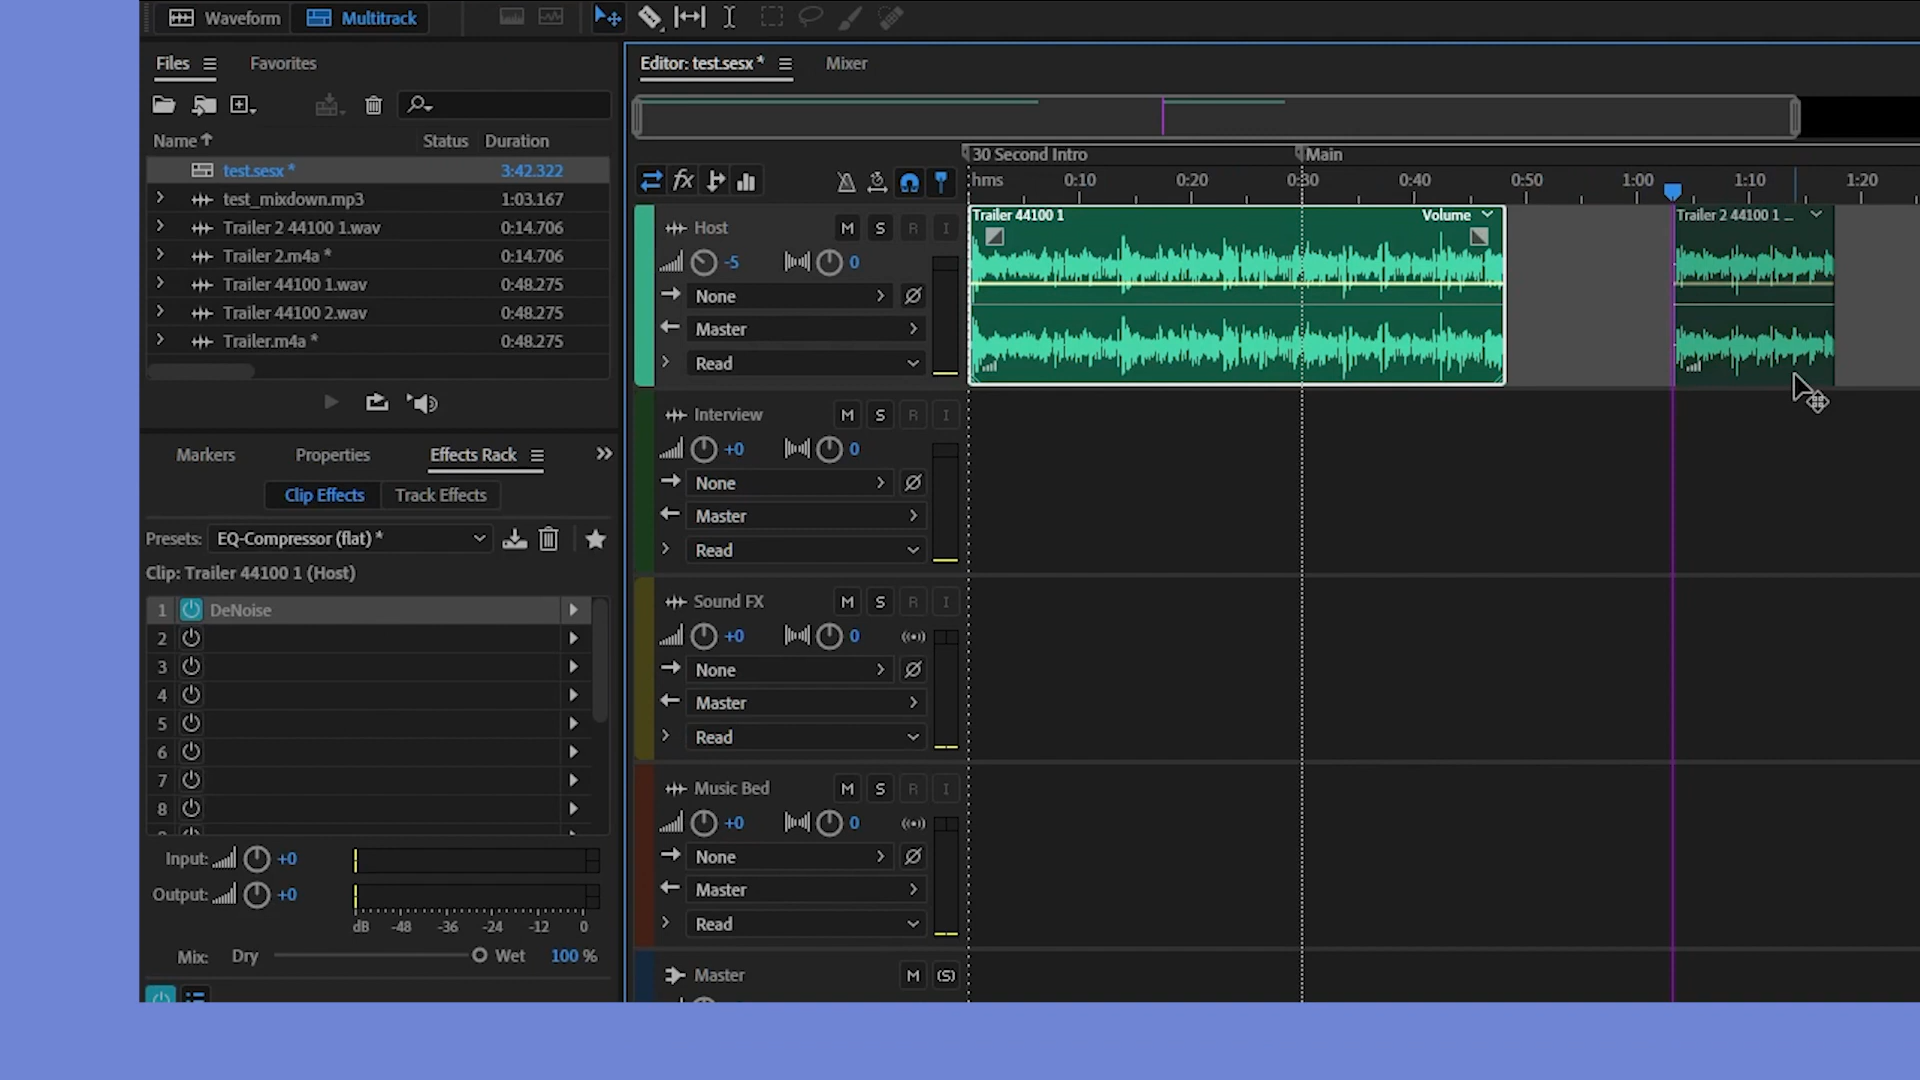 Waveform Multitrack
Files Favorites
Name Status Duration
test.sesx * 3:42.322
test_mixdown.mp3 1:03.167
Trailer 2 44100 1.wav 0:14.706
Trailer 2.m4a * 0:14.706
Trailer 44100 1.wav 0:48.275
Trailer 44100 2.wav 0:48.275
Trailer.m4a * 0:48.275
Markers Properties Effects Rack
Clip Effects Track Effects
Presets: EQ-Compressor (flat) *
Clip: Trailer 44100 1 (Host)
1 DeNoise
2
3
4
5
6
7
8
Input: +0
Output: +0
dB -48 -36 -24 -12 0
Mix: Dry Wet 100 %
Editor: test.sesx * Mixer
30 Second Intro Main
fx hms 0:10 0:20 0:30 0:40 0:50 1:00 1:10 1:20
Trailer 44100 1 Volume Trailer 2 44100 1 ...
Host M S R I
-5 0
None
Master
Read
Interview M S R I
+0 0
None
Master
Read
Sound FX M S R I
+0 0
None
Master
Read
Music Bed M S R I
+0 0
None
Master
Read
Master M (S)